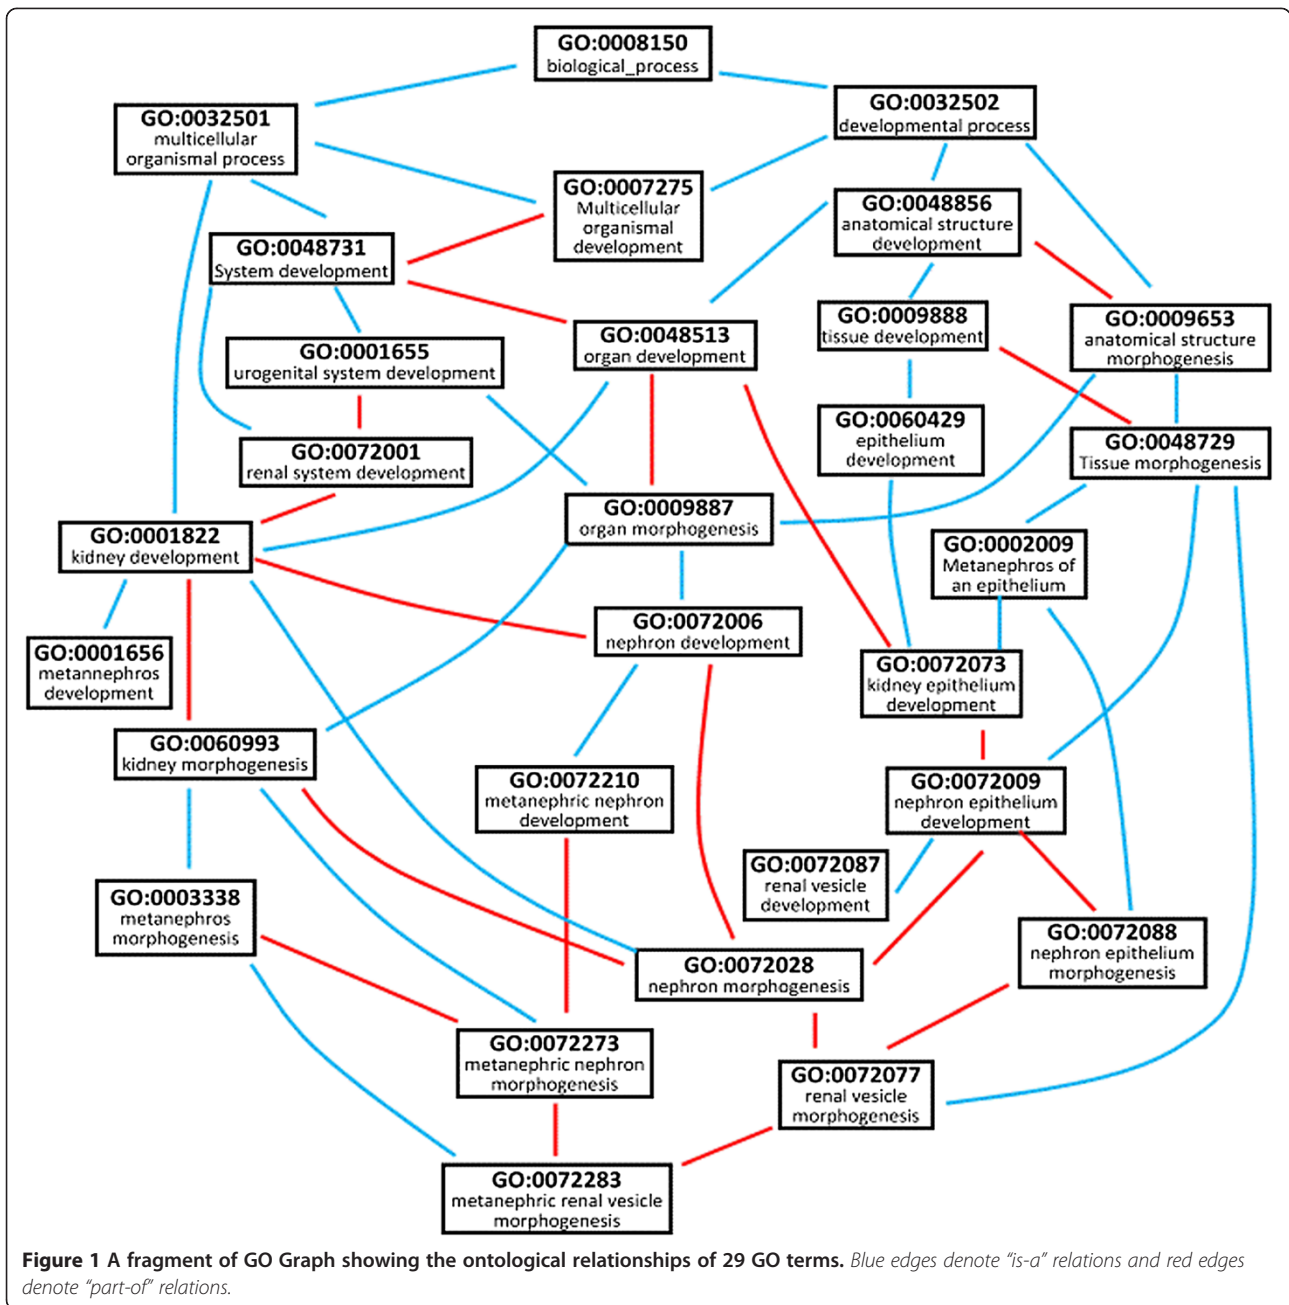 GO:0008150
biological_process
GO:0032501
multicellular
organismal process
GO:0032502
developmental process
GO:0007275
Multicellular
organismal
development
GO:0048856
anatomical structure
development
GO:0048731
System development
GO:0009888
tissue development
GO:0009653
anatomical structure
morphogenesis
GO:0048513
organ development
GO:0001655
urogenital system development
GO:0060429
epithelium
development
GO:0048729
Tissue morphogenesis
GO:0072001
renal system development
GO:0009887
organ morphogenesis
GO:0001822
kidney development
GO:0002009
Metanephros of
an epithelium
GO:0072006
nephron development
GO:0001656
metannephros
development
GO:0072073
kidney epithelium
development
GO:0060993
kidney morphogenesis
GO:0072210
metanephric nephron
development
GO:0072009
nephron epithelium
development
GO:0072087
renal vesicle
development
GO:0003338
metanephros
morphogenesis
GO:0072088
nephron epithelium
morphogenesis
GO:0072028
nephron morphogenesis
GO:0072273
metanephric nephron
morphogenesis
GO:0072077
renal vesicle
morphogenesis
GO:0072283
metanephric renal vesicle
morphogenesis
Figure 1 A fragment of GO Graph showing the ontological relationships of 29 GO terms. Blue edges denote “is-a” relations and red edges
denote “part-of” relations.